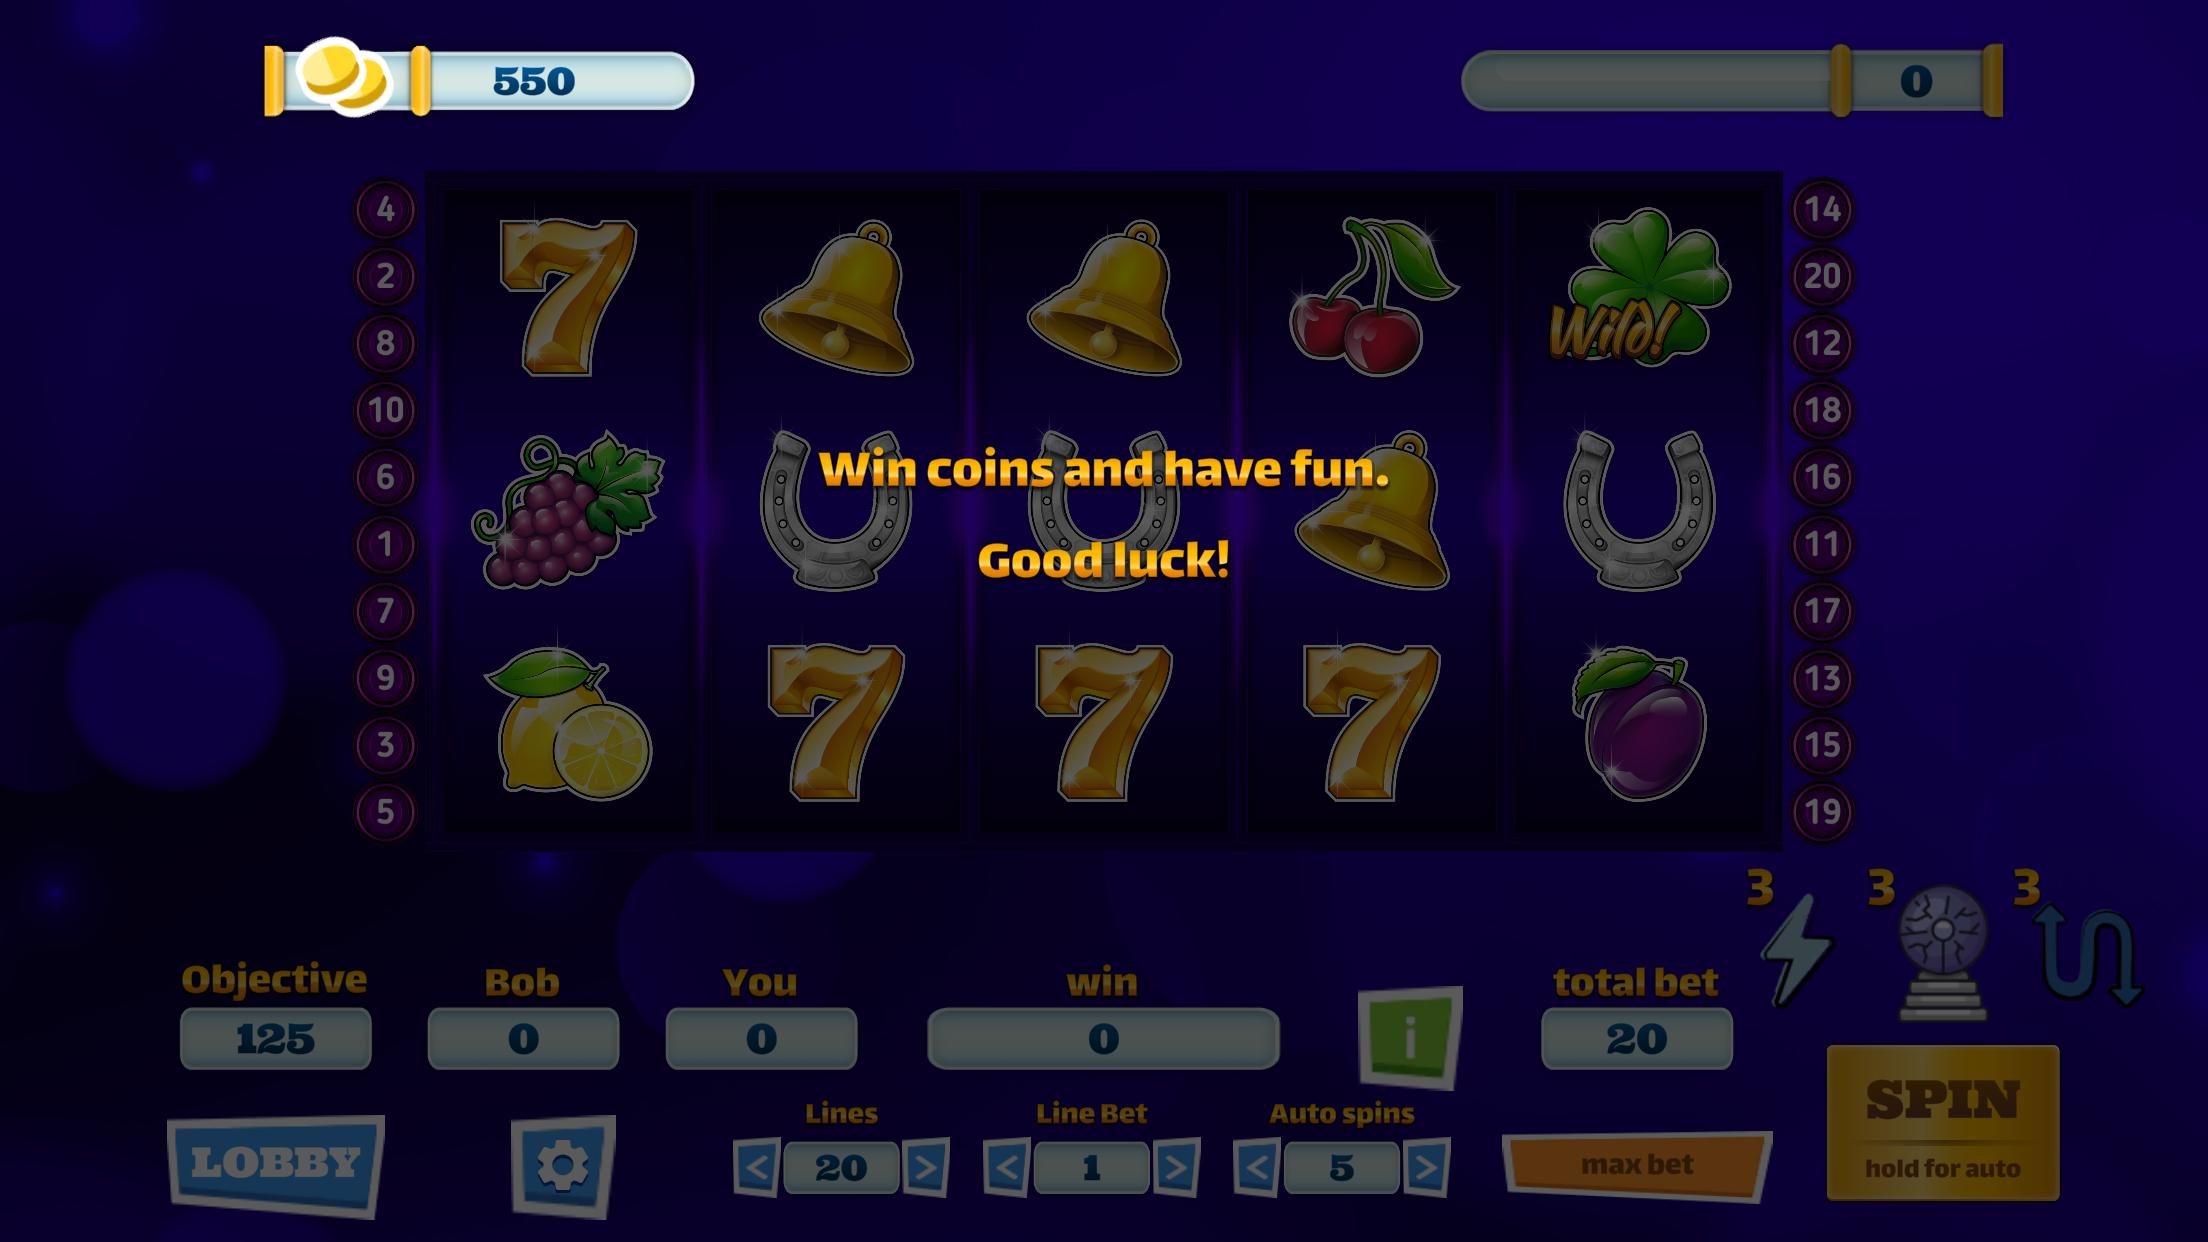 550
0
4
14
2
20
8
12
10
18
6
16
1
11
7
17
9
13
3
15
5
19
Wild!
Win coins and have fun.
Good luck!
3 3 3
Objective Bob You win total bet
125 0 0 0 i 20
Lines Line Bet Auto spins
LOBBY < 20 > < 1 > < 5 > max bet
SPIN
hold for auto